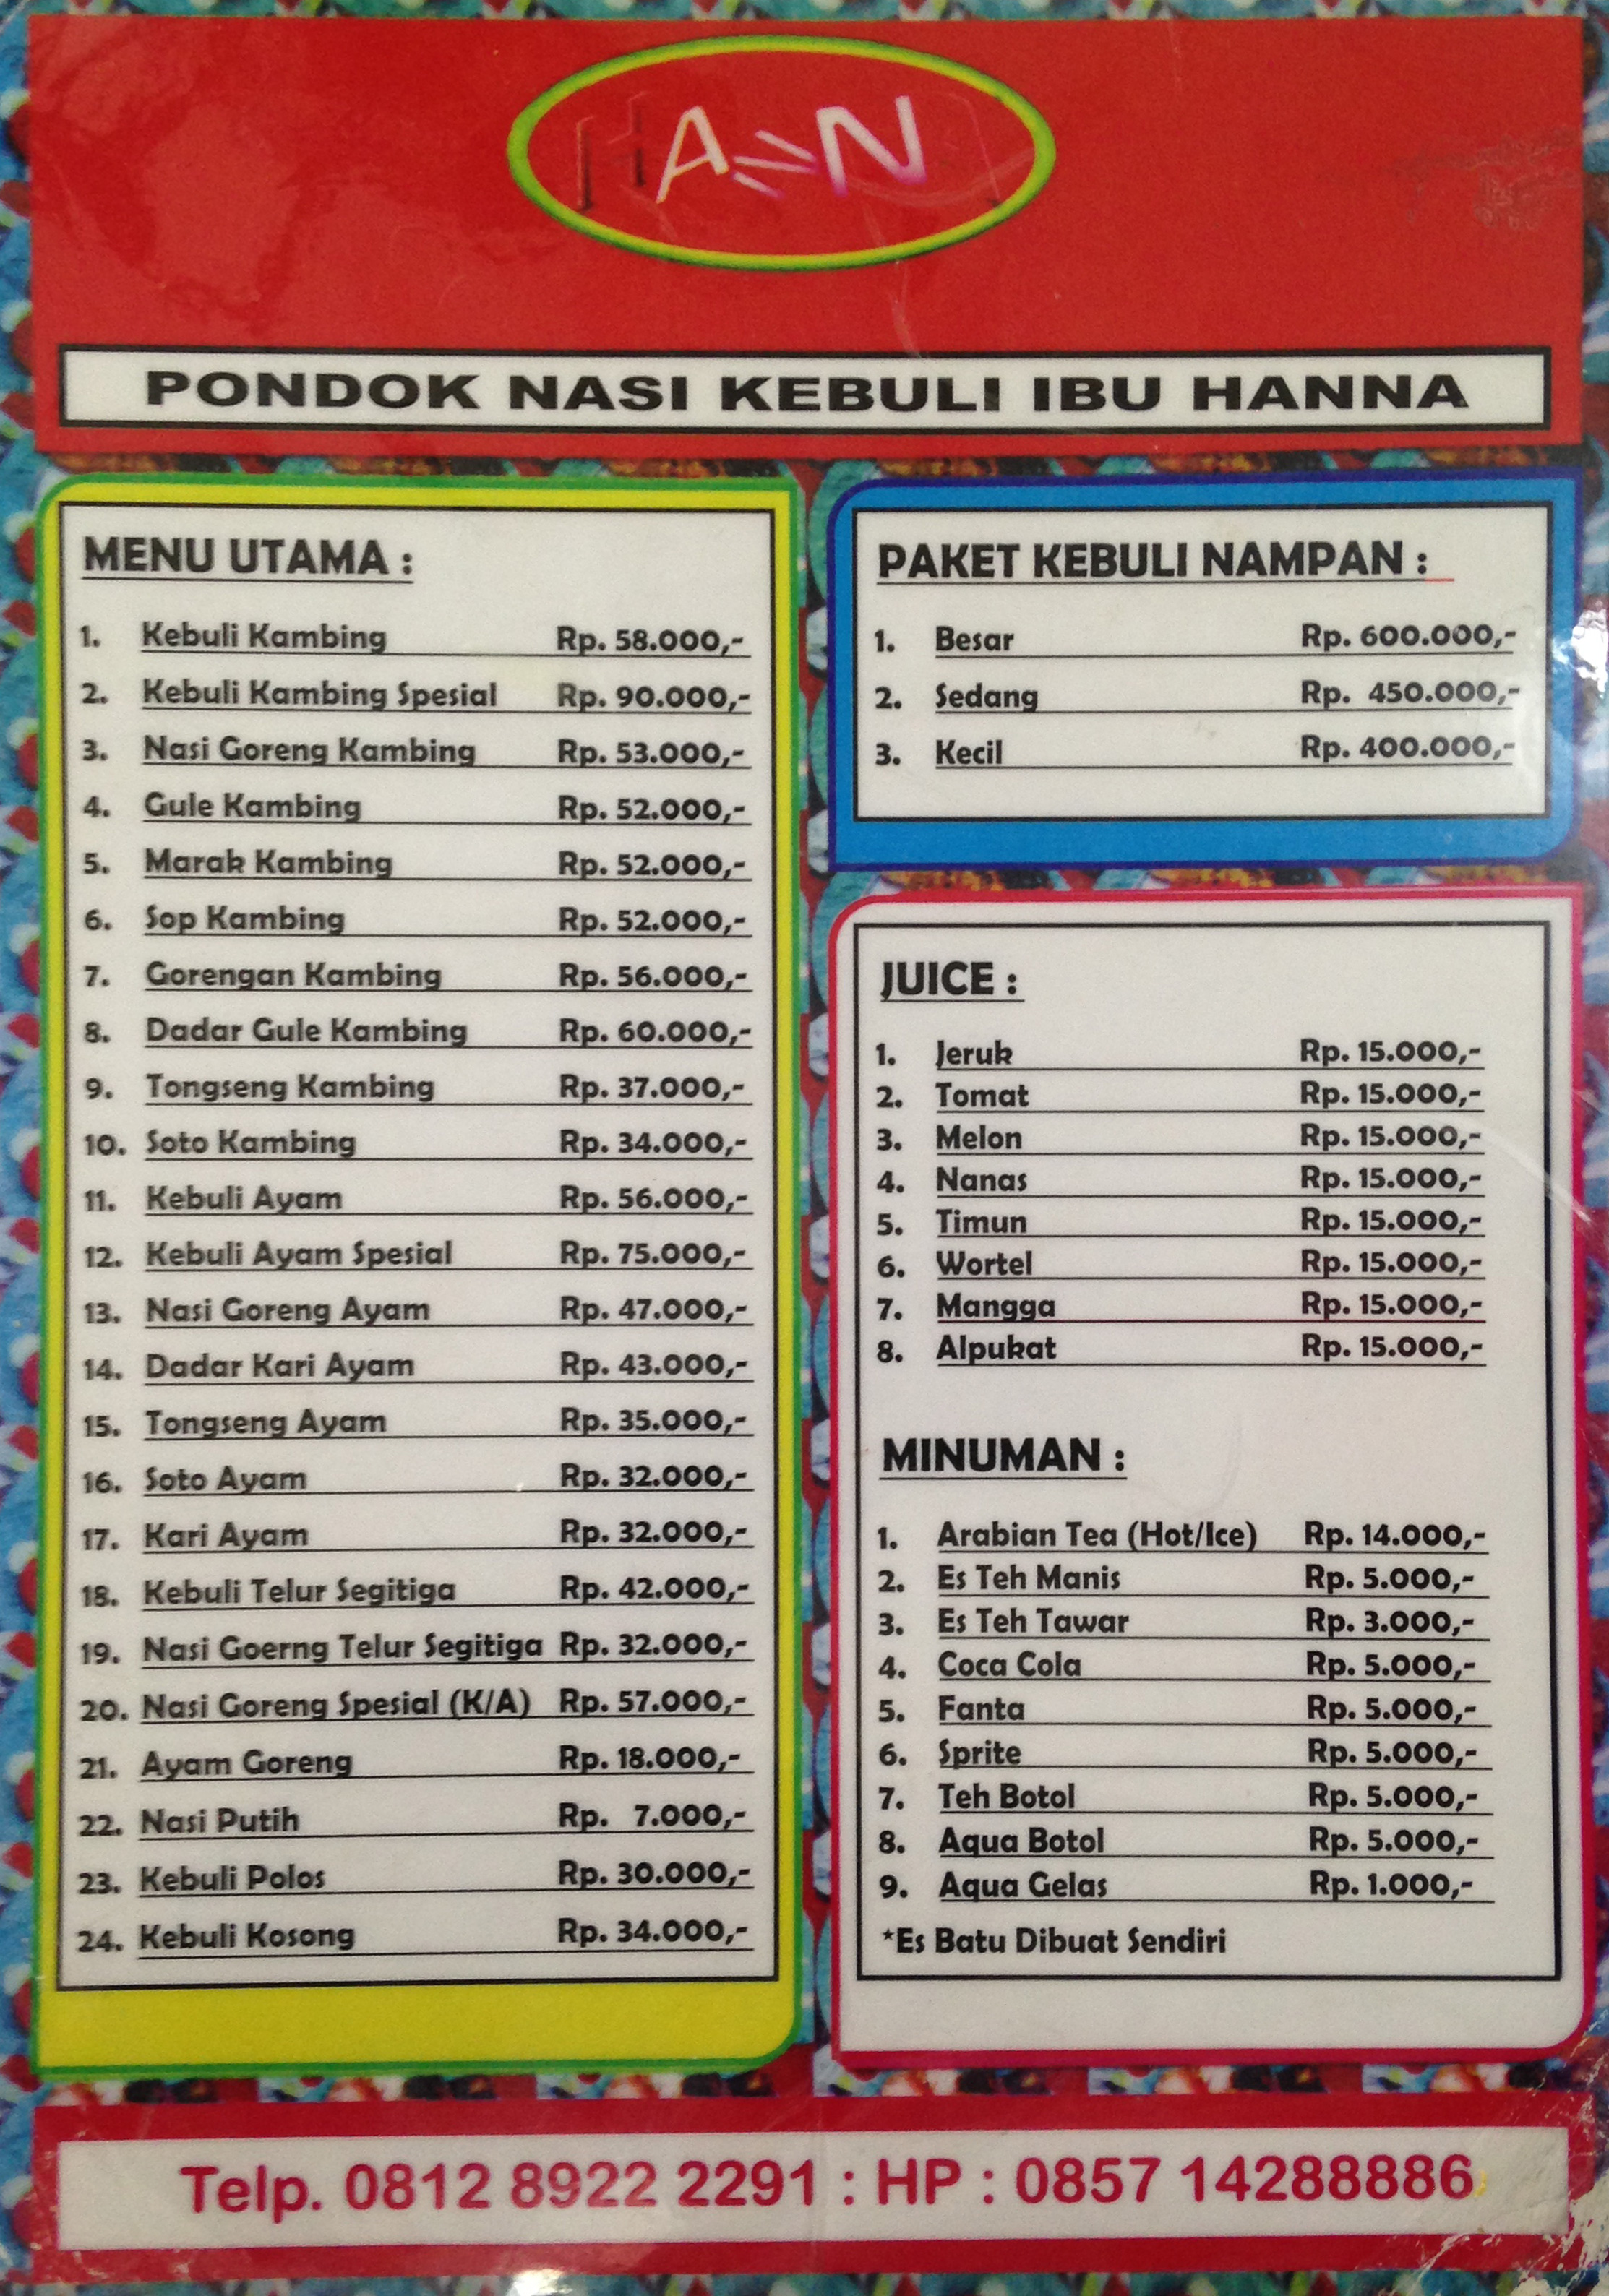 HAN
PONDOK NASI KEBULI IBU HANNA
MENU UTAMA :
1. Kebuli Kambing Rp. 58.000,-
2. Kebuli Kambing Spesial Rp. 90.000,-
3. Nasi Goreng Kambing Rp. 53.000,-
4. Gule Kambing Rp. 52.000,-
5. Marak Kambing Rp. 52.000,-
6. Sop Kambing Rp. 52.000,-
7. Gorengan Kambing Rp. 56.000,-
8. Dadar Gule Kambing Rp. 60.000,-
9. Tongseng Kambing Rp. 37.000,-
10. Soto Kambing Rp. 34.000,-
11. Kebuli Ayam Rp. 56.000,-
12. Kebuli Ayam Spesial Rp. 75.000,-
13. Nasi Goreng Ayam Rp. 47.000,-
14. Dadar Kari Ayam Rp. 43.000,-
15. Tongseng Ayam Rp. 35.000,-
16. Soto Ayam Rp. 32.000,-
17. Kari Ayam Rp. 32.000,-
18. Kebuli Telur Segitiga Rp. 42.000,-
19. Nasi Goerng Telur Segitiga Rp. 32.000,-
20. Nasi Goreng Spesial (K/A) Rp. 57.000,-
21. Ayam Goreng Rp. 18.000,-
22. Nasi Putih Rp. 7.000,-
23. Kebuli Polos Rp. 30.000,-
24. Kebuli Kosong Rp. 34.000,-
PAKET KEBULI NAMPAN :
1. Besar Rp. 600.000,-
2. Sedang Rp. 450.000,-
3. Kecil Rp. 400.000,-
JUICE :
1. Jeruk Rp. 15.000,-
2. Tomat Rp. 15.000,-
3. Melon Rp. 15.000,-
4. Nanas Rp. 15.000,-
5. Timun Rp. 15.000,-
6. Wortel Rp. 15.000,-
7. Mangga Rp. 15.000,-
8. Alpukat Rp. 15.000,-
MINUMAN :
1. Arabian Tea (Hot/Ice) Rp. 14.000,-
2. Es Teh Manis Rp. 5.000,-
3. Es Teh Tawar Rp. 3.000,-
4. Coca Cola Rp. 5.000,-
5. Fanta Rp. 5.000,-
6. Sprite Rp. 5.000,-
7. Teh Botol Rp. 5.000,-
8. Aqua Botol Rp. 5.000,-
9. Aqua Gelas Rp. 1.000,-
*Es Batu Dibuat Sendiri
Telp. 0812 8922 2291 : HP : 0857 14288886